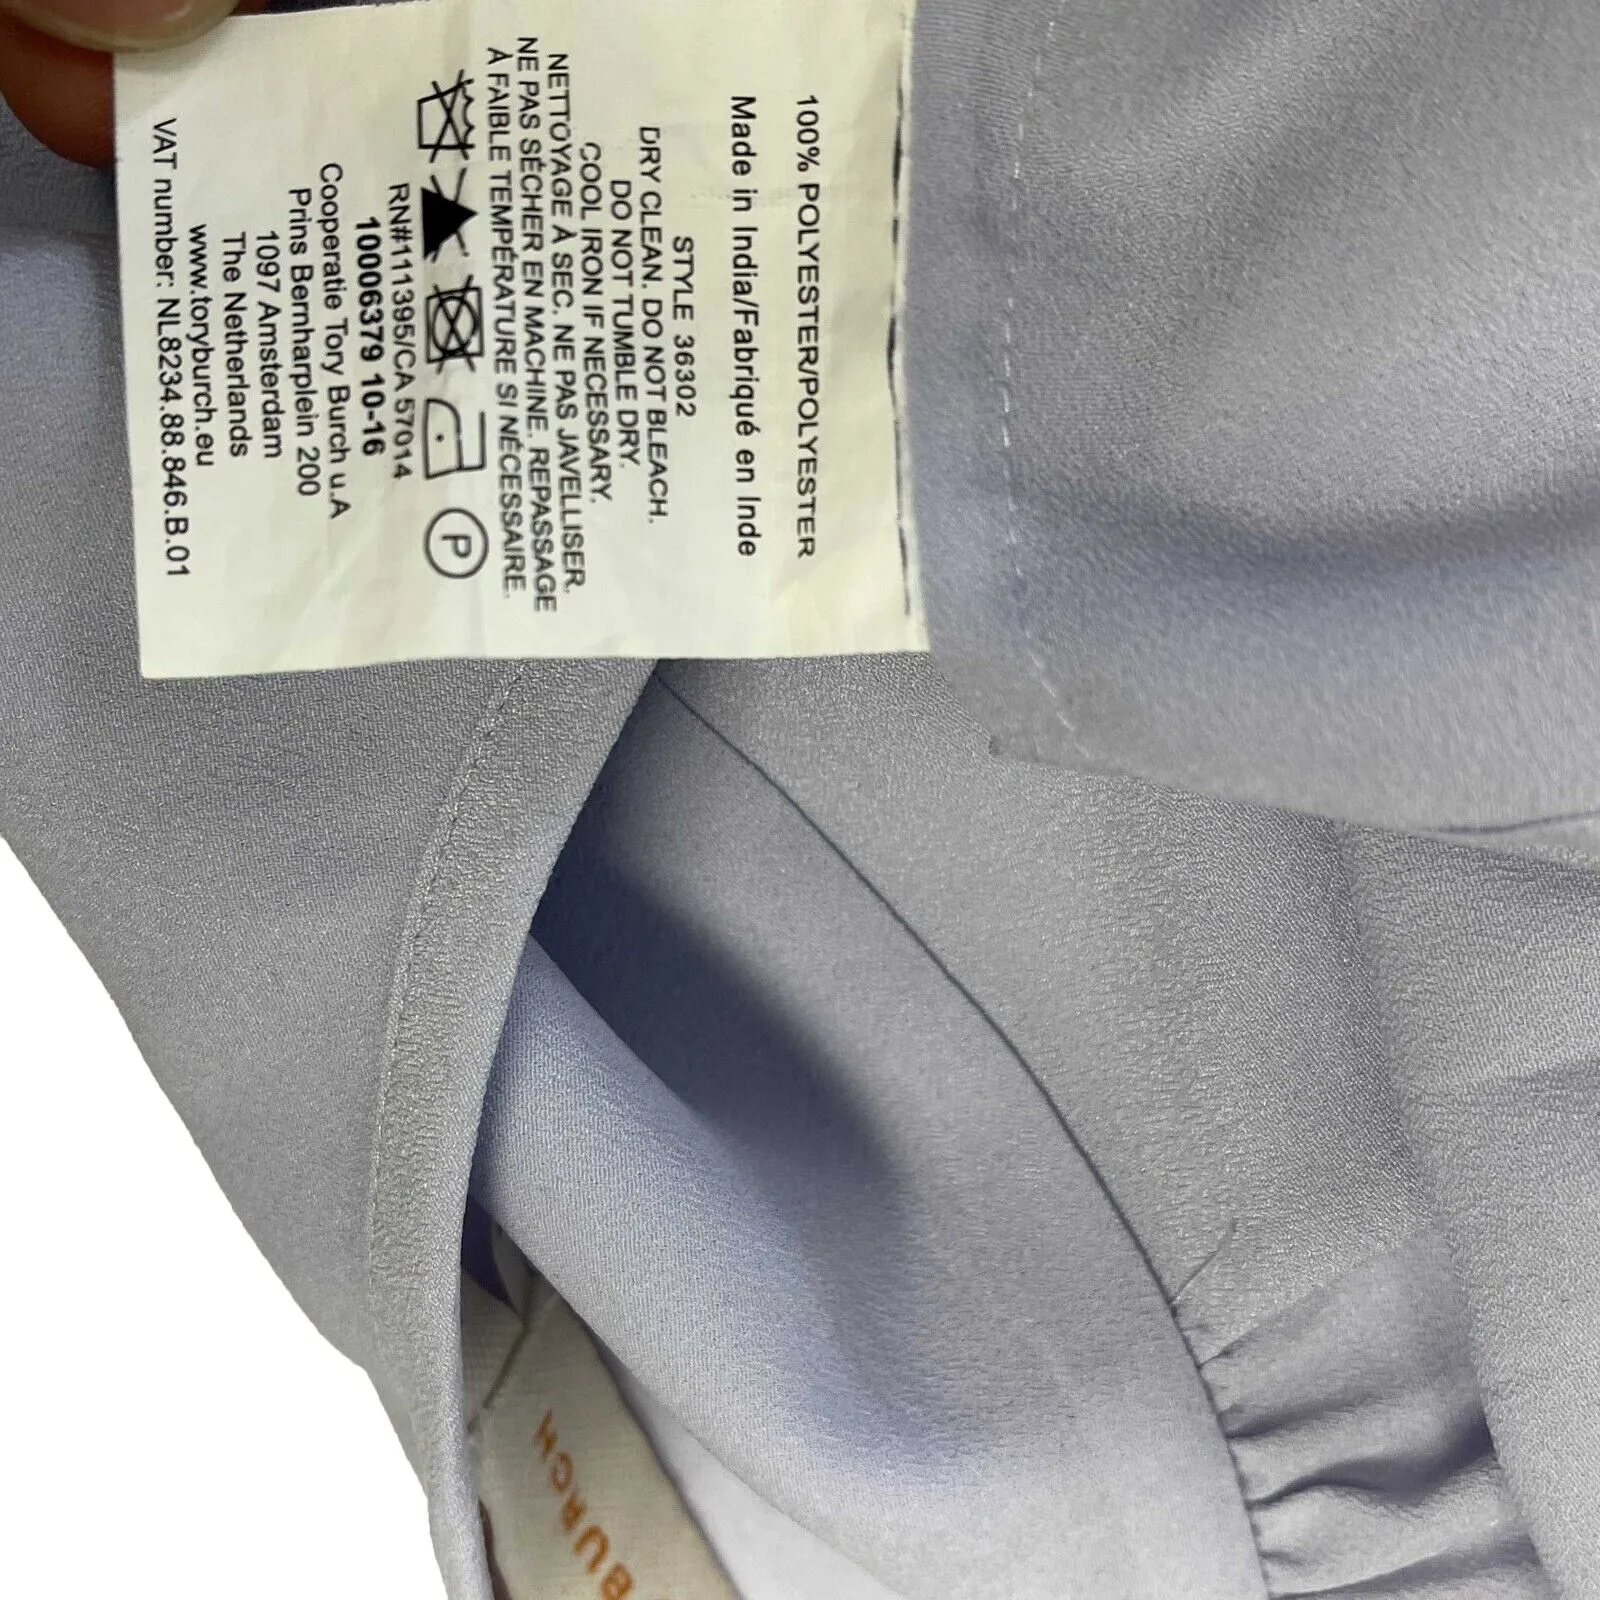 100% POLYESTER/POLYESTER
Made in India/Fabriqué en Inde
STYLE 36302
DRY CLEAN. DO NOT BLEACH.
DO NOT TUMBLE DRY.
COOL IRON IF NECESSARY.
NETTOYAGE À SEC. NE PAS JAVELLISER.
NE PAS SÉCHER EN MACHINE. REPASSAGE
À FAIBLE TEMPÉRATURE SI NÉCESSAIRE.
P
RN#111395/CA 57014
10006379 10-16
Cooperatie Tory Burch u.A
Prins Bernharplein 200
1097 Amsterdam
The Netherlands
www.toryburch.eu
VAT number: NL8234.88.846.B.01
BURCH